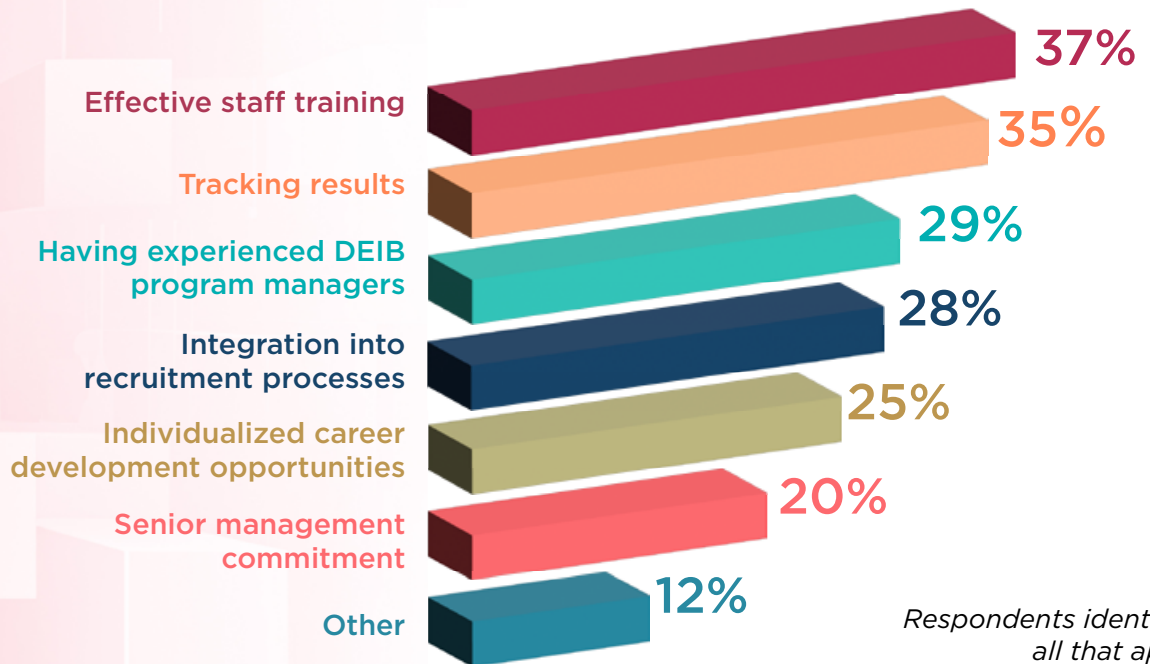 37%
Effective staff training
35%
Tracking results
29%
Having experienced DEIB
program managers
28%
Integration into
recruitment processes
25%
Individualized career
development opportunities
20%
Senior management
commitment
12%
Other
Respondents ident
all that ap